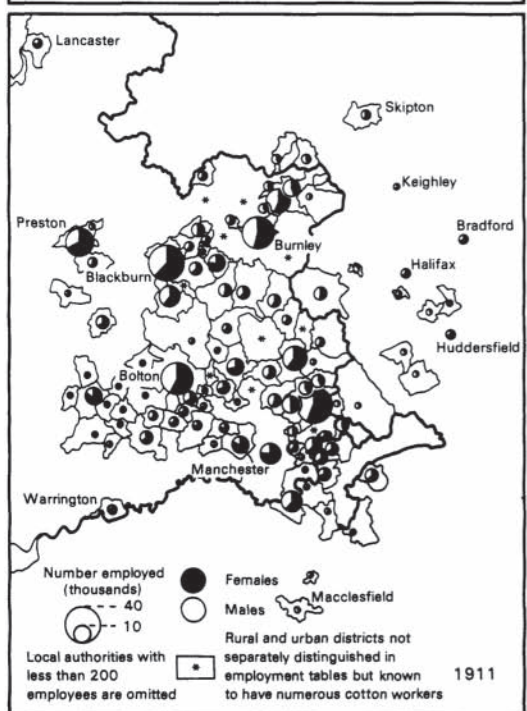 Lancaster
Skipton
Keighley
Preston
Bradford
Burnley
Blackburn
Halifax
Huddersfield
Bolton
Manchester
Warrington
Number employed
(thousands)
40
10
Females
Males
Macclesfield
Local authorities with
less than 200
employees are omitted
*
Rural and urban districts not
separately distinguished in
employment tables but known
to have numerous cotton workers
1911